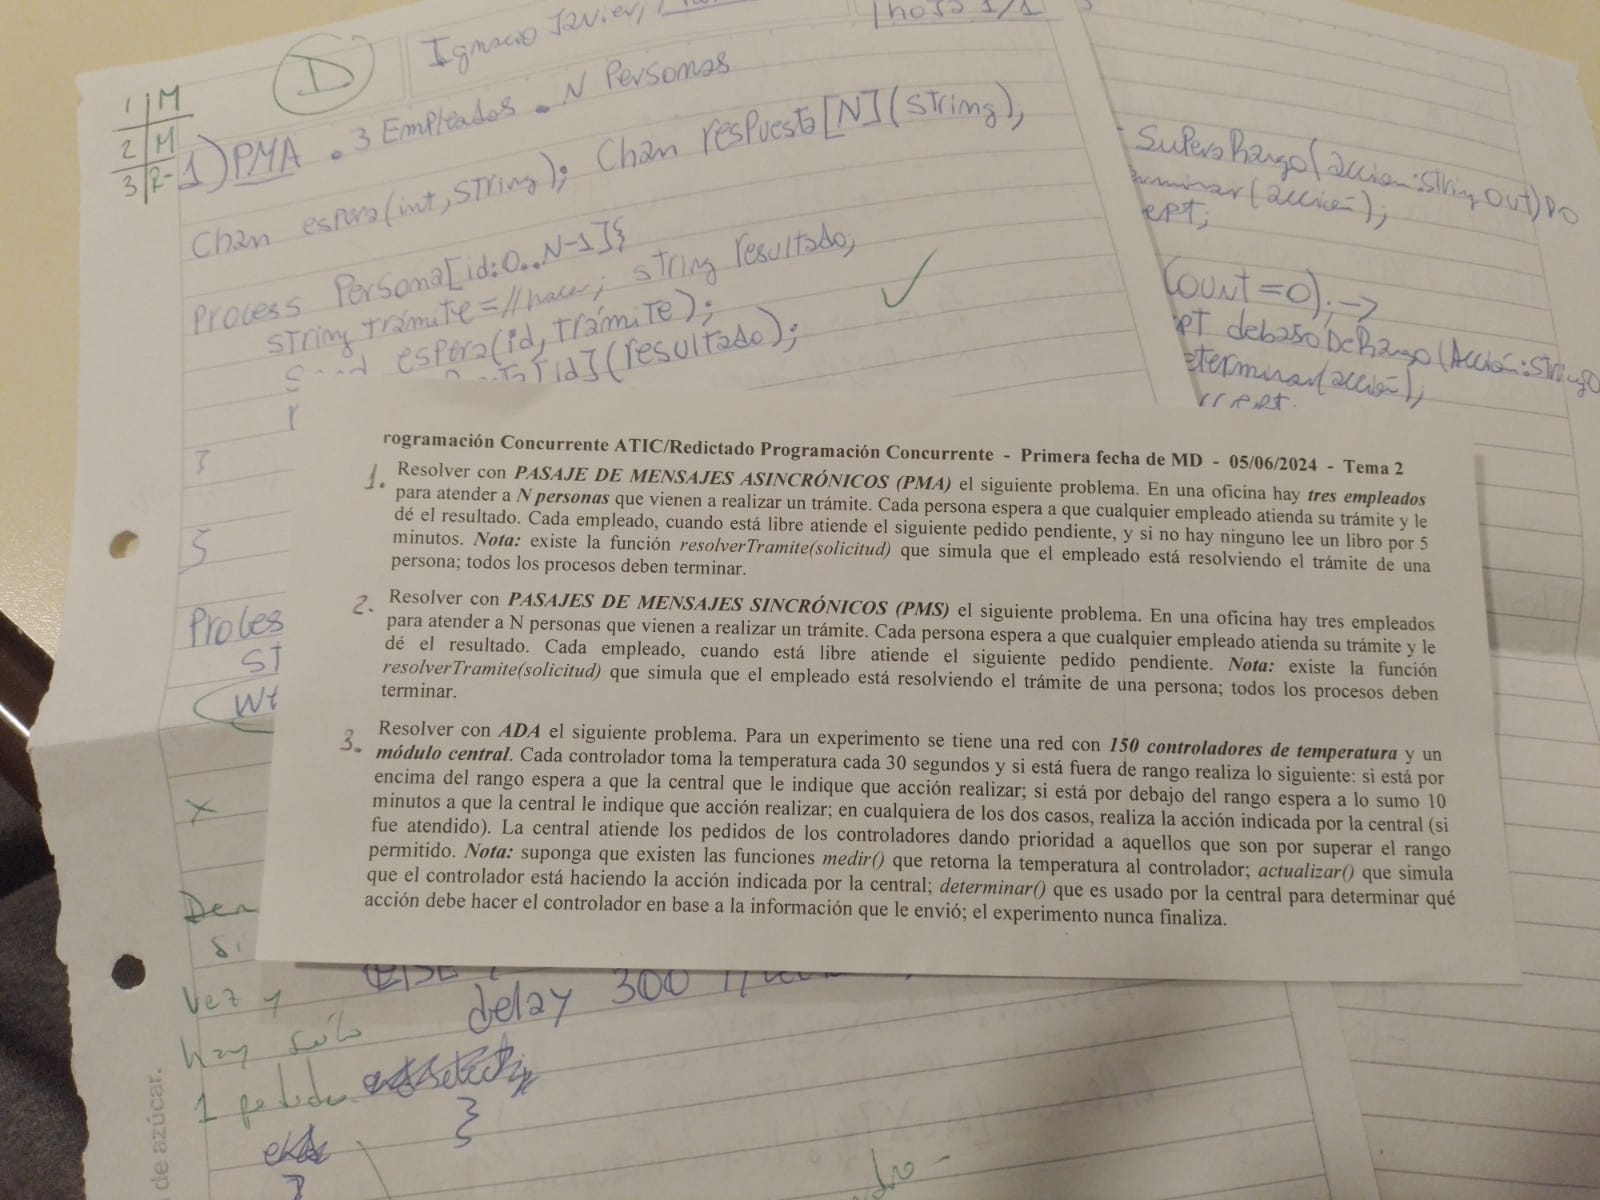 D
Ignacio Javier,
hoja 1/1
1 | M
2 | M
3 | R-
1) PMA . 3 Empleados . N Personas
Chan espera(int, string); Chan respuesta[N](string),
Process Persona[id:0..N-1]{
string trámite=//hacer; string resultado;
espera(id, trámite);
[id](resultado);
}
Proces
ST
X
Den
si
Vez y
hay sólo
1 pedido
delay 300
}
SuperaRango(accion:String Out) DO
rminar(acción);
ept;
Count=0); ->
pt debajoDeRango(Acción:String O
eterminar(acción);
rogramación Concurrente ATIC/Redictado Programación Concurrente - Primera fecha de MD - 05/06/2024 - Tema 2
1. Resolver con PASAJE DE MENSAJES ASINCRÓNICOS (PMA) el siguiente problema. En una oficina hay tres empleados
para atender a N personas que vienen a realizar un trámite. Cada persona espera a que cualquier empleado atienda su trámite y le
dé el resultado. Cada empleado, cuando está libre atiende el siguiente pedido pendiente, y si no hay ninguno lee un libro por 5
minutos. Nota: existe la función resolverTramite(solicitud) que simula que el empleado está resolviendo el trámite de una
persona; todos los procesos deben terminar.
2. Resolver con PASAJES DE MENSAJES SINCRÓNICOS (PMS) el siguiente problema. En una oficina hay tres empleados
para atender a N personas que vienen a realizar un trámite. Cada persona espera a que cualquier empleado atienda su trámite y le
dé el resultado. Cada empleado, cuando está libre atiende el siguiente pedido pendiente. Nota: existe la función
resolverTramite(solicitud) que simula que el empleado está resolviendo el trámite de una persona; todos los procesos deben
terminar.
3. Resolver con ADA el siguiente problema. Para un experimento se tiene una red con 150 controladores de temperatura y un
módulo central. Cada controlador toma la temperatura cada 30 segundos y si está fuera de rango realiza lo siguiente: si está por
encima del rango espera a que la central que le indique que acción realizar; si está por debajo del rango espera a lo sumo 10
minutos a que la central le indique que acción realizar; en cualquiera de los dos casos, realiza la acción indicada por la central (si
fue atendido). La central atiende los pedidos de los controladores dando prioridad a aquellos que son por superar el rango
permitido. Nota: suponga que existen las funciones medir() que retorna la temperatura al controlador; actualizar() que simula
que el controlador está haciendo la acción indicada por la central; determinar() que es usado por la central para determinar qué
acción debe hacer el controlador en base a la información que le envió; el experimento nunca finaliza.
de azúcar.